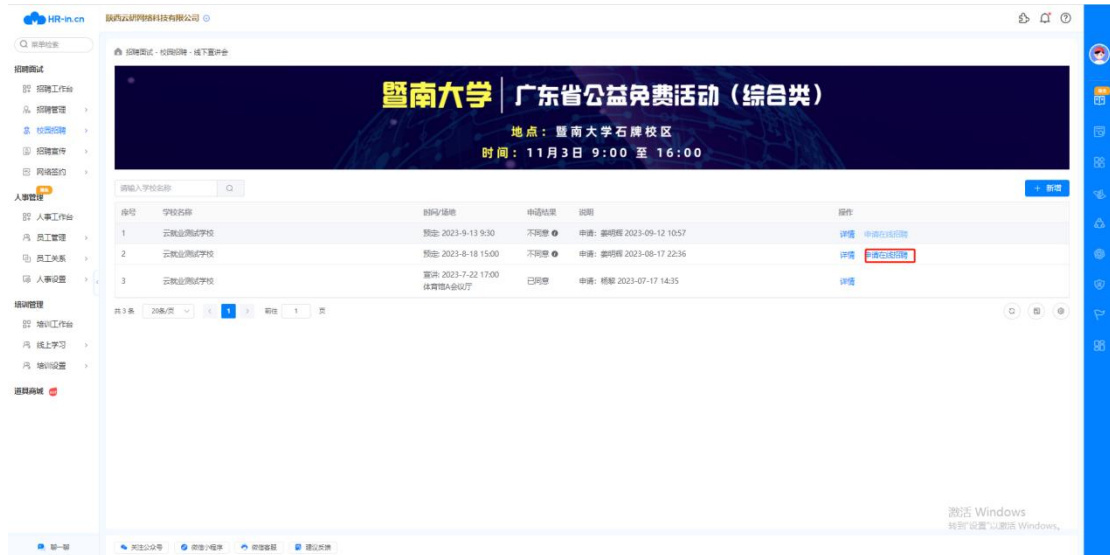 HR-in.cn
陕西云研网络科技有限公司
菜单检索
招聘面试 - 校园招聘 - 线下宣讲会
招聘面试
招聘工作台
招聘管理
校园招聘
招聘宣传
网络签约
人事管理
人事工作台
员工管理
员工关系
人事设置
培训管理
培训工作台
线上学习
培训设置
道具商城
聊一聊
暨南大学 | 广东省公益免费活动（综合类）
地点：暨南大学石牌校区
时间：11月3日 9:00 至 16:00
请输入学校名称
+ 新增
序号 学校名称 时间/场地 申请结果 说明 操作
1 云就业测试学校 预定: 2023-9-13 9:30 不同意 申请: 姜明辉 2023-09-12 10:57 详情 申请在线招聘
2 云就业测试学校 预定: 2023-8-18 15:00 不同意 申请: 姜明辉 2023-08-17 22:36 详情 申请在线招聘
3 云就业测试学校 宣讲: 2023-7-22 17:00 已同意 申请: 2023-07-17 14:35 详情
体育馆A会议厅
共 3 条 20条/页 1 前往 1 页
激活 Windows
转到"设置"以激活 Windows。
关注公众号 微信小程序 微信客服 建议反馈